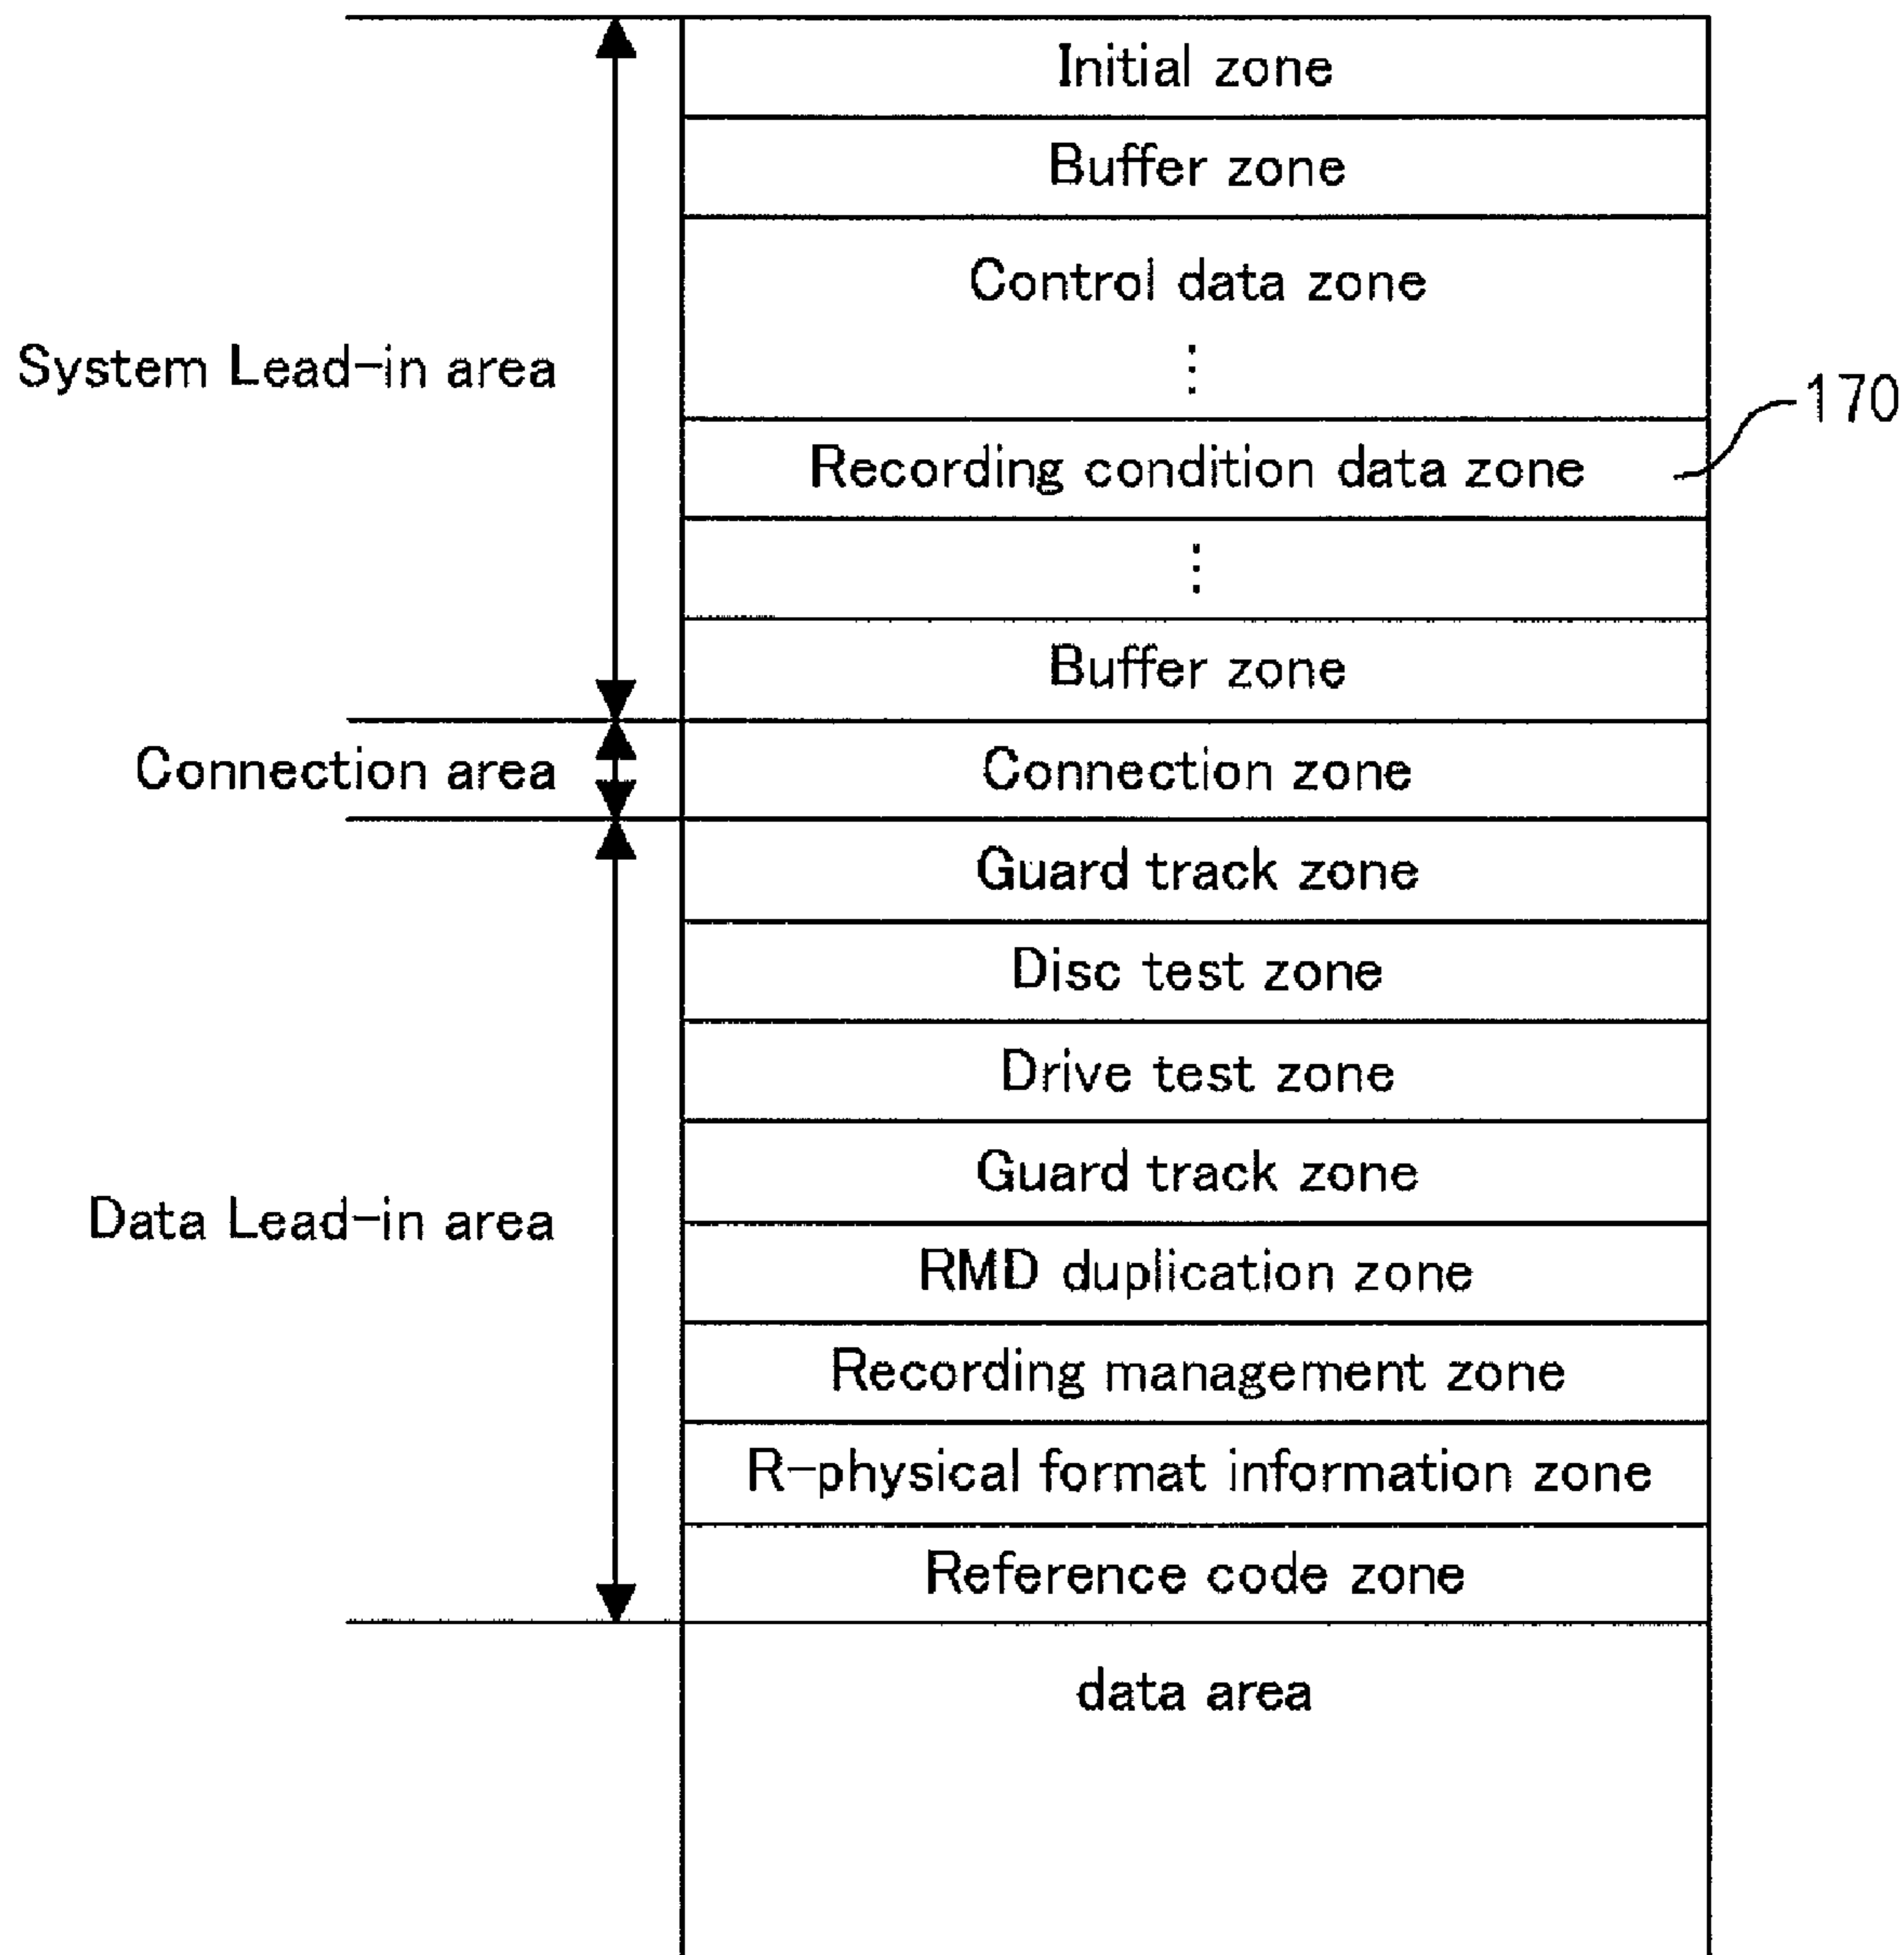 Initial zone
Buffer zone
Control data zone
⋮
System Lead-in area
170
Recording condition data zone
⋮
Buffer zone
Connection area
Connection zone
Guard track zone
Disc test zone
Drive test zone
Guard track zone
Data Lead-in area
RMD duplication zone
Recording management zone
R-physical format information zone
Reference code zone
data area